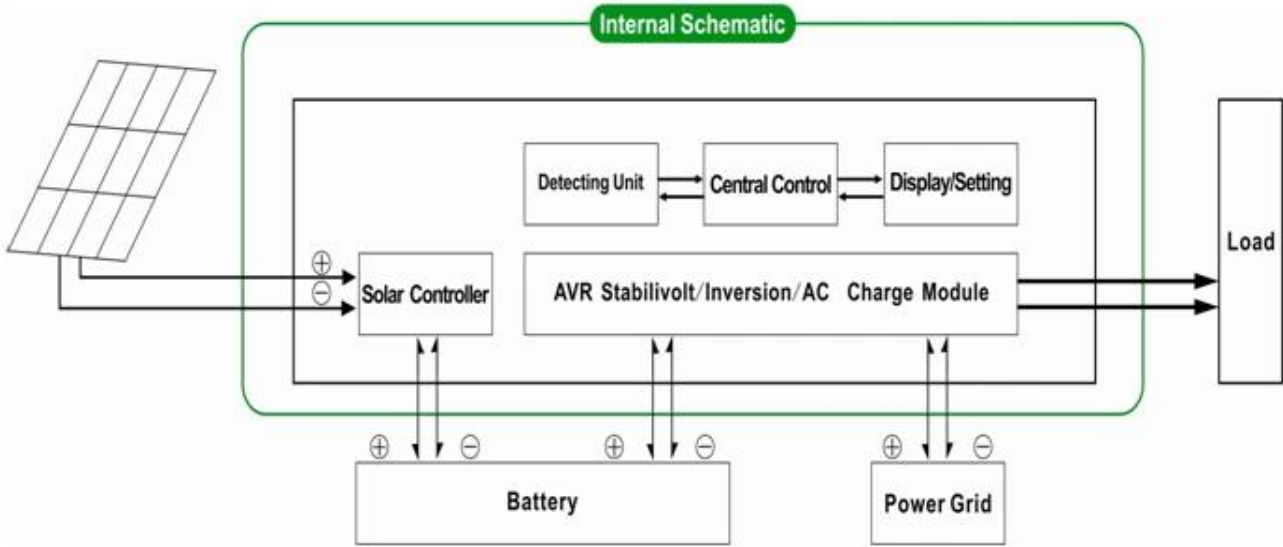 Internal Schematic
Detecting Unit
Central Control
Display/Setting
Load
⊕
⊖
Solar Controller
AVR Stabilivolt/Inversion/AC Charge Module
⊕ ⊖ ⊕ ⊖ ⊕ ⊖
Battery
Power Grid